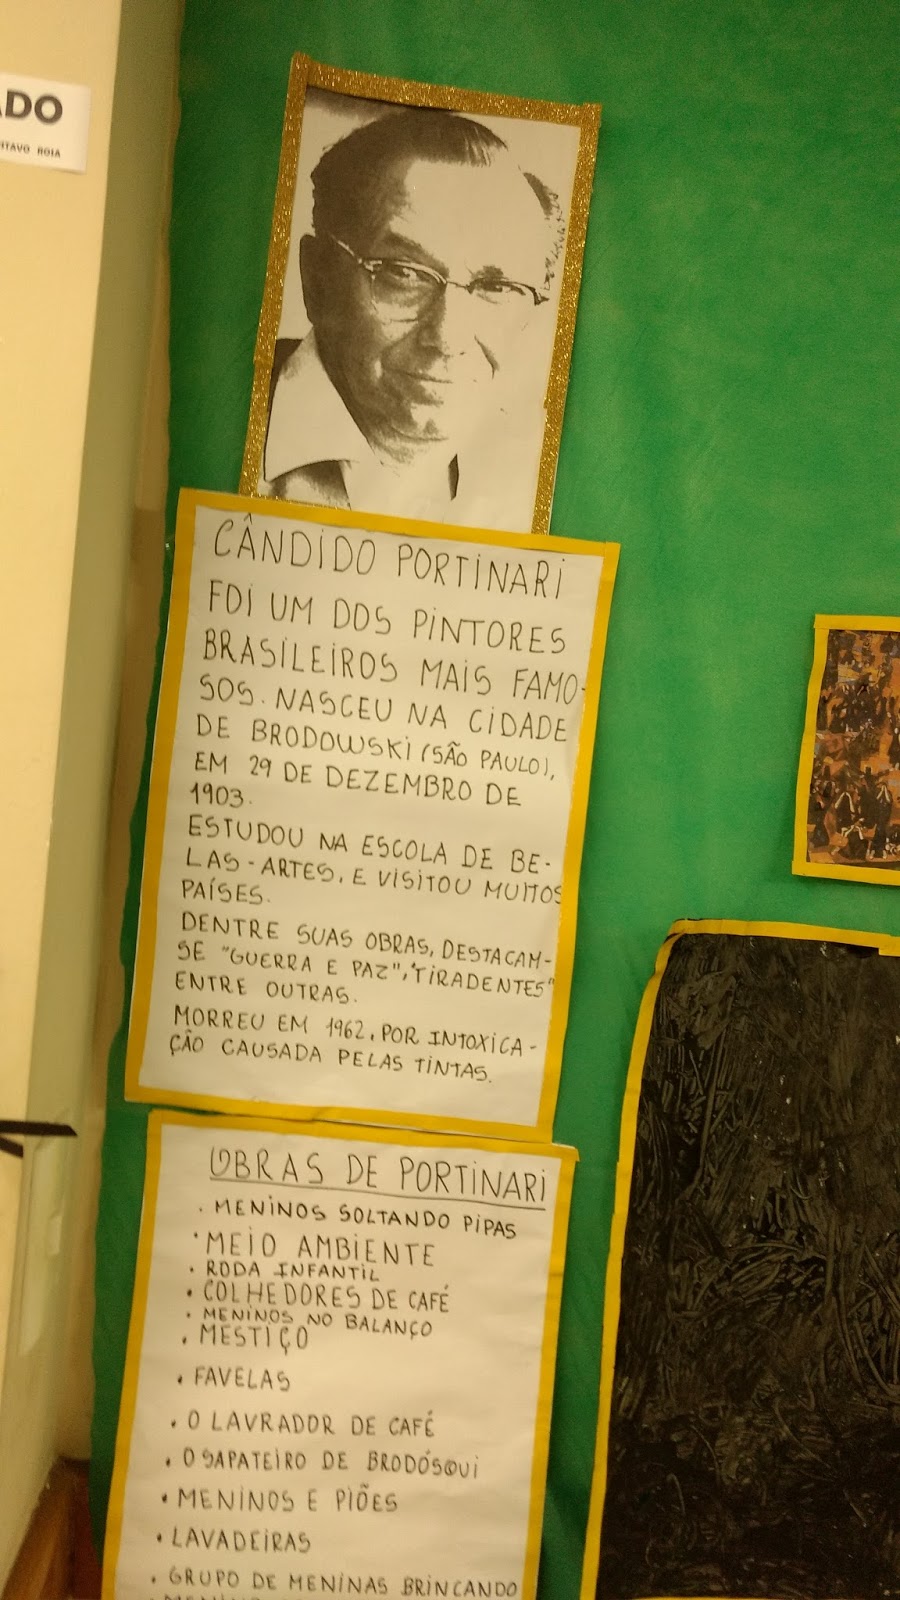 ADO
CÂNDIDO PORTINARI
FOI UM DOS PINTORES
BRASILEIROS MAIS FAMO-
SOS. NASCEU NA CIDADE
DE BRODOWSKI (SÃO PAULO),
EM 29 DE DEZEMBRO DE
1903.
ESTUDOU NA ESCOLA DE BE-
LAS-ARTES, E VISITOU MUITOS
PAÍSES.
DENTRE SUAS OBRAS, DESTACAM-
SE "GUERRA E PAZ", "TIRADENTES"
ENTRE OUTRAS.
MORREU EM 1962, POR INTOXICA-
ÇÃO CAUSADA PELAS TINTAS.
OBRAS DE PORTINARI
. MENINOS SOLTANDO PIPAS
. MEIO AMBIENTE
. RODA INFANTIL
. COLHEDORES DE CAFÉ
. MENINOS NO BALANÇO
. MESTIÇO
. FAVELAS
. O LAVRADOR DE CAFÉ
. O SAPATEIRO DE BRODÓSQUI
. MENINOS E PIÕES
. LAVADEIRAS
. GRUPO DE MENINAS BRINCANDO